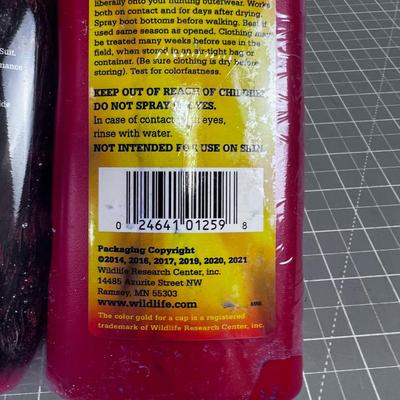 liberally onto your hunting outerwear. Works
both on contact and for days after drying.
Spray boot bottoms before walking. Best if
used same season as opened. Clothing may
be treated many weeks before use in the
field, when stored in an air-tight bag or
container. (Be sure clothing is dry before
storing). Test for colorfastness.
KEEP OUT OF REACH OF CHILDREN
DO NOT SPRAY EYES.
In case of contact with eyes,
rinse with water.
NOT INTENDED FOR USE ON SKIN
0 24641 01259 8
Packaging Copyright
©2014, 2016, 2017, 2019, 2020, 2021
Wildlife Research Center, inc.
14485 Azurite Street NW
Ramsey, MN 55303
www.wildlife.com
The color gold for a cap is a registered
trademark of Wildlife Research Center, inc.
Suit.